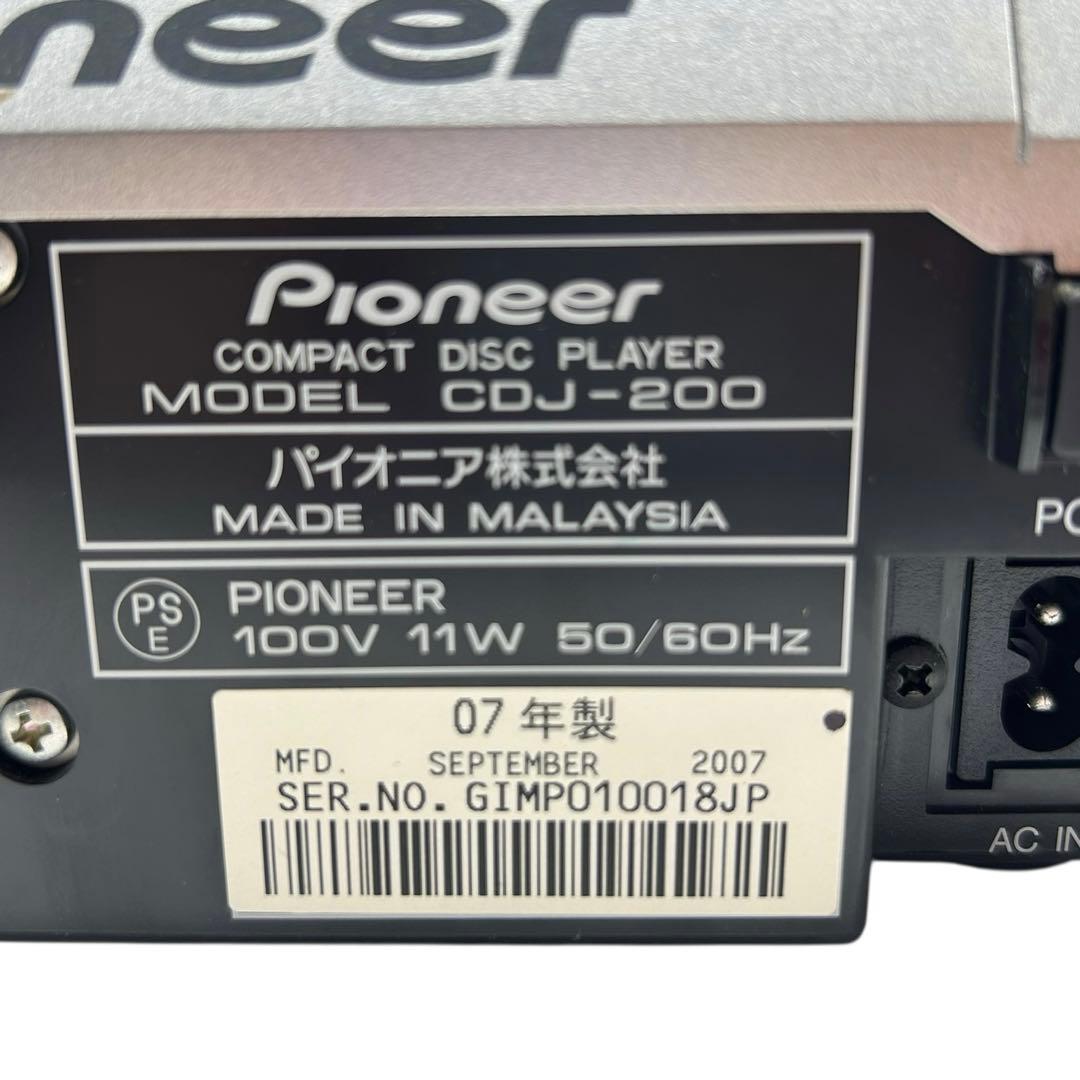 neer
Pioneer
COMPACT DISC PLAYER
MODEL CDJ-200
パイオニア株式会社
MADE IN MALAYSIA
PS
E
PIONEER
100V 11W 50/60Hz
07年製
MFD. SEPTEMBER 2007
SER.NO. GIMP010018JP
PO
AC IN